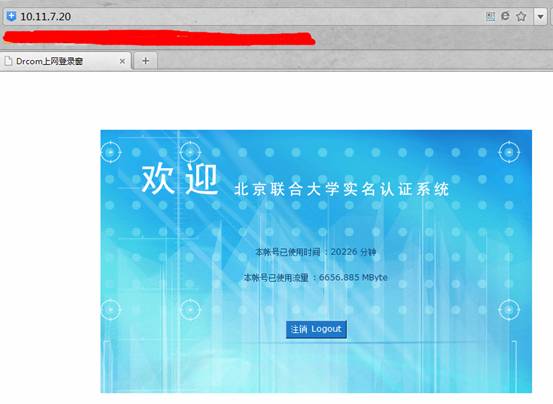 10.11.7.20
Drcom上网登录窗
欢迎 北京联合大学实名认证系统
本帐号已使用时间 : 20226 分钟
本帐号已使用流量 : 6656.885 MByte
注销 Logout